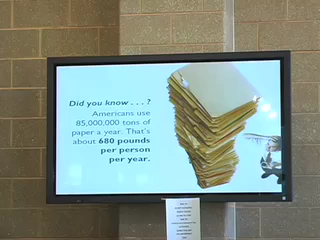 Did you know . . . ?
Americans use
85,000,000 tons of
paper a year. That's
about 680 pounds
per person
per year.